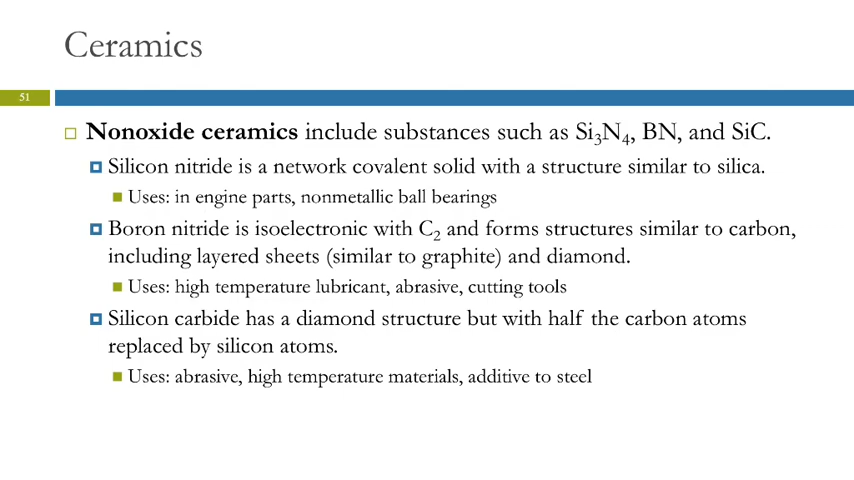 Ceramics
51
Nonoxide ceramics include substances such as Si₃N₄, BN, and SiC.
Silicon nitride is a network covalent solid with a structure similar to silica.
Uses: in engine parts, nonmetallic ball bearings
Boron nitride is isoelectronic with C₂ and forms structures similar to carbon,
including layered sheets (similar to graphite) and diamond.
Uses: high temperature lubricant, abrasive, cutting tools
Silicon carbide has a diamond structure but with half the carbon atoms
replaced by silicon atoms.
Uses: abrasive, high temperature materials, additive to steel